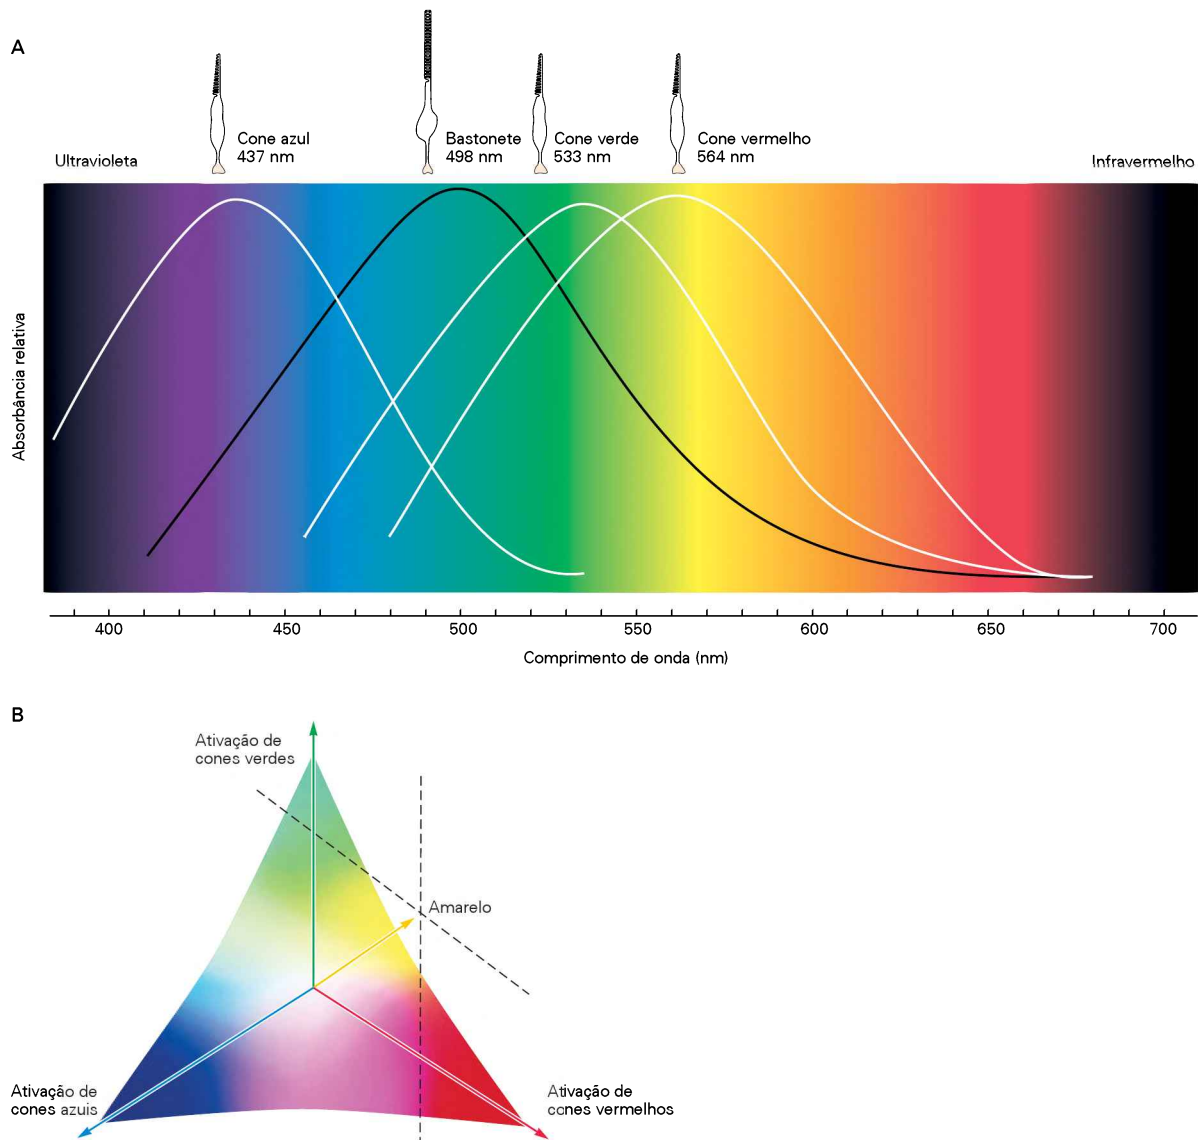 A
Cone azul
437 nm
Bastonete
498 nm
Cone verde
533 nm
Cone vermelho
564 nm
Ultravioleta
Infravermelho
Absorbância relativa
400 450 500 550 600 650 700
Comprimento de onda (nm)
B
Ativação de
cones verdes
Amarelo
Ativação de
cones azuis
Ativação de
cones vermelhos